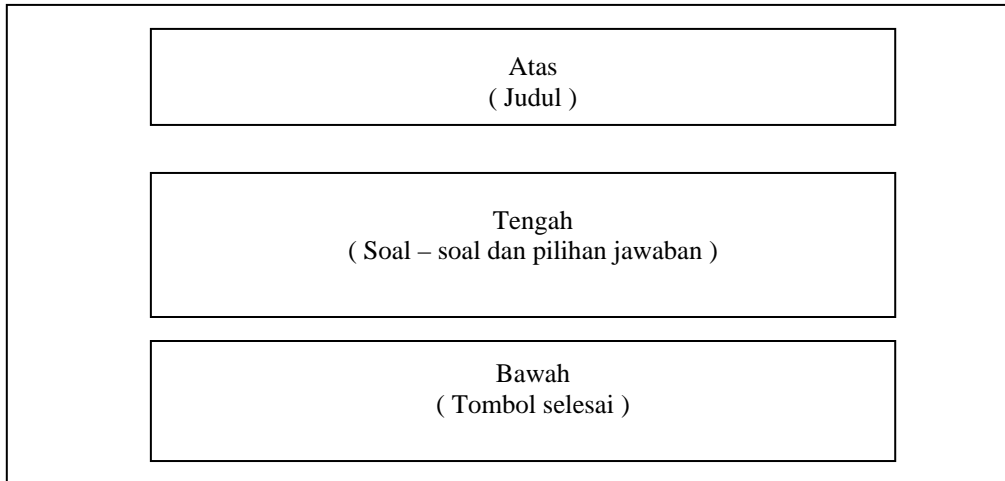 Atas
( Judul )
Tengah
( Soal – soal dan pilihan jawaban )
Bawah
( Tombol selesai )